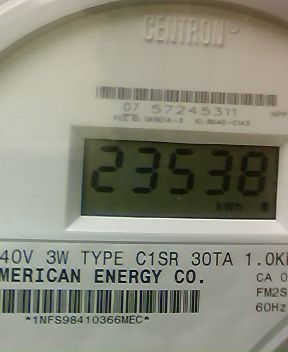 CENTRON
07 57245311
23538
kWh
40V 3W TYPE C1SR 30TA 1.0K
MERICAN ENERGY CO.
CA 0
FM2S
60Hz
*1NFS98410366MEC*